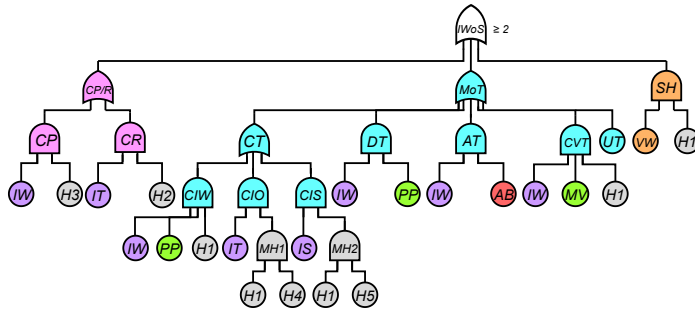 IWoS ≥ 2
CP/R MoT SH
CP CR CT DT AT CVT UT VW H1
IW H3 IT H2 CIW CIO CIS IW PP IW AB IW MV H1
IW PP H1 IT MH1 IS MH2
H1 H4 H1 H5